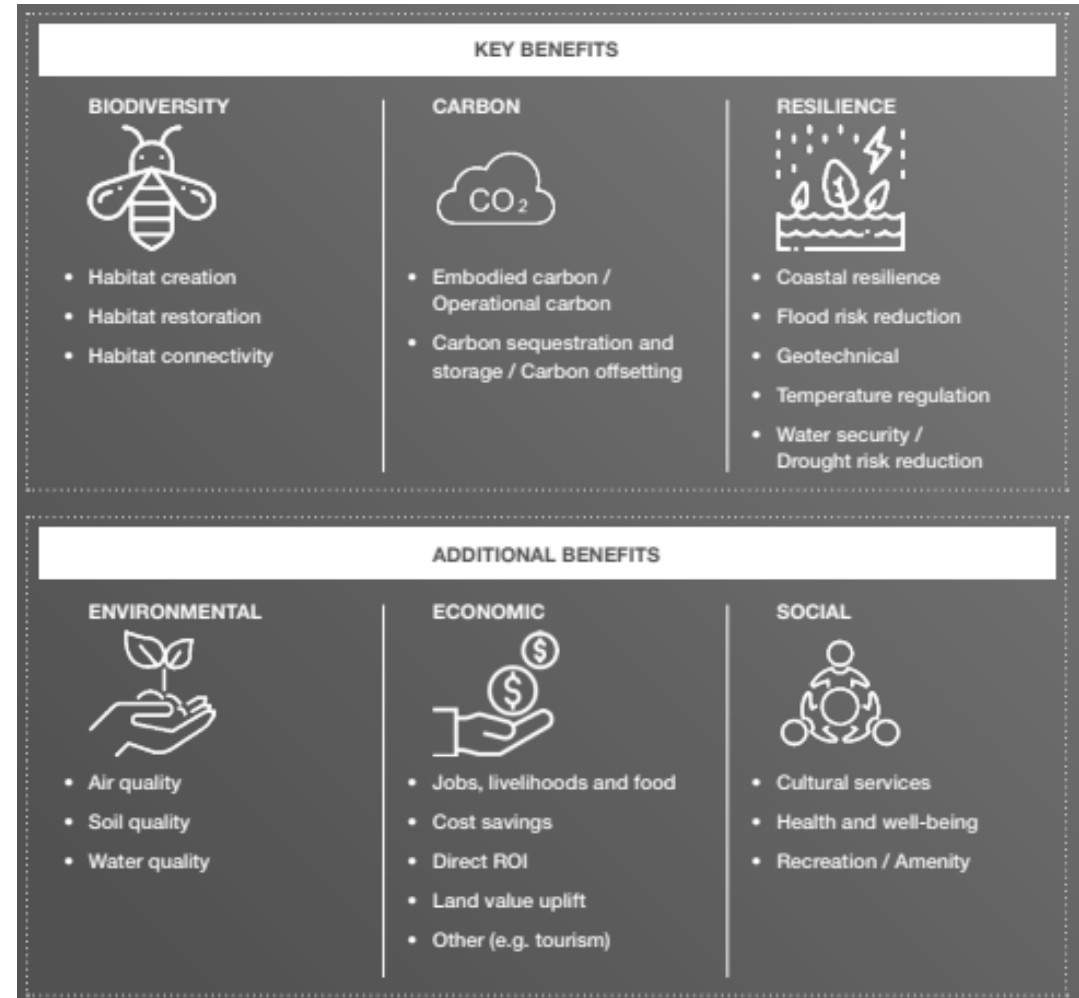 KEY BENEFITS
BIODIVERSITY
• Habitat creation
• Habitat restoration
• Habitat connectivity
CARBON
CO₂
• Embodied carbon /
Operational carbon
• Carbon sequestration and
storage / Carbon offsetting
RESILIENCE
• Coastal resilience
• Flood risk reduction
• Geotechnical
• Temperature regulation
• Water security /
Drought risk reduction
ADDITIONAL BENEFITS
ENVIRONMENTAL
• Air quality
• Soil quality
• Water quality
ECONOMIC
$
$
• Jobs, livelihoods and food
• Cost savings
• Direct ROI
• Land value uplift
• Other (e.g. tourism)
SOCIAL
• Cultural services
• Health and well-being
• Recreation / Amenity